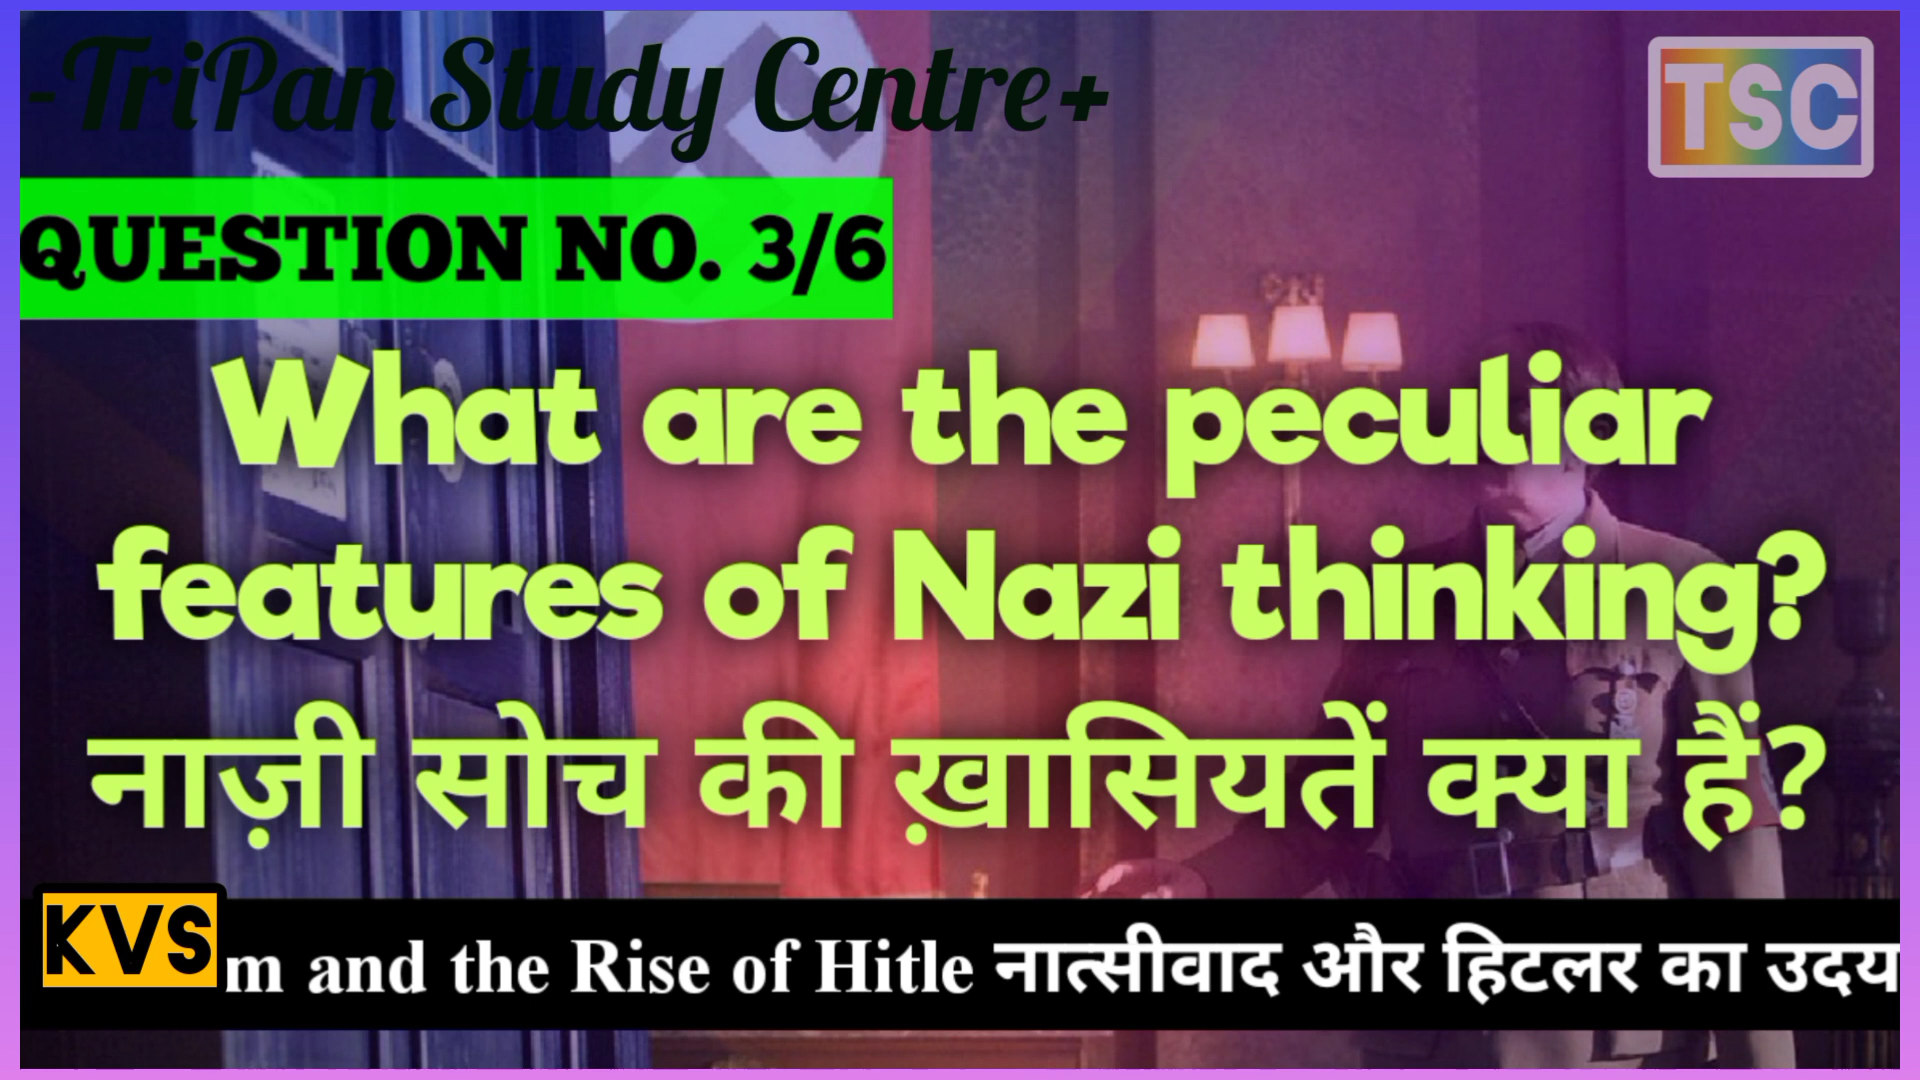 -TriPan Study Centre+
TSC
QUESTION NO. 3/6
What are the peculiar
features of Nazi thinking?
नाज़ी सोच की ख़ासियतें क्या हैं?
KVS
m and the Rise of Hitle नात्सीवाद और हिटलर का उदय